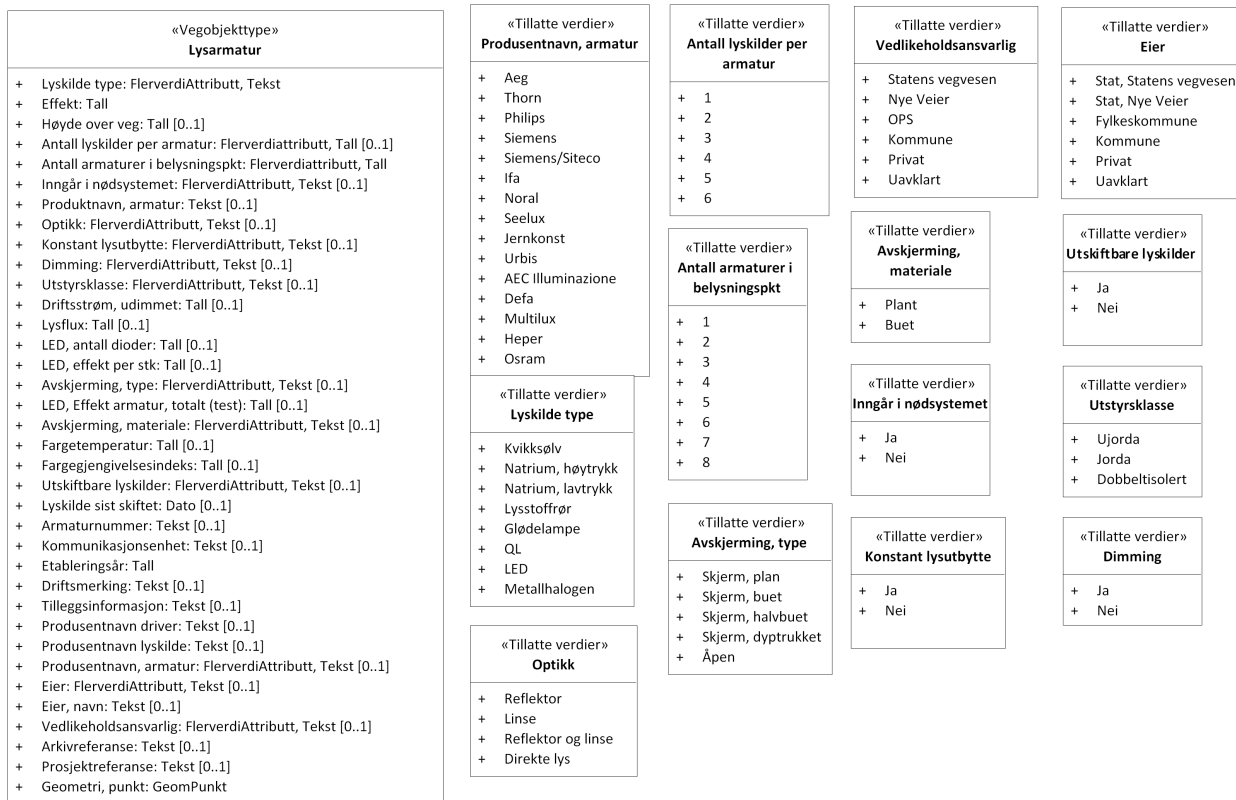 «Vegobjekttype»
Lysarmatur
+ Lyskilde type: FlerverdiAttributt, Tekst
+ Effekt: Tall
+ Høyde over veg: Tall [0..1]
+ Antall lyskilder per armatur: Flerverdiattributt, Tall [0..1]
+ Antall armaturer i belysningspkt: Flerverdiattributt, Tall
+ Inngår i nødsystemet: FlerverdiAttributt, Tekst [0..1]
+ Produktnavn, armatur: Tekst [0..1]
+ Optikk: FlerverdiAttributt, Tekst [0..1]
+ Konstant lysutbytte: FlerverdiAttributt, Tekst [0..1]
+ Dimming: FlerverdiAttributt, Tekst [0..1]
+ Utstyrsklasse: FlerverdiAttributt, Tekst [0..1]
+ Driftsstrøm, udimmet: Tall [0..1]
+ Lysflux: Tall [0..1]
+ LED, antall dioder: Tall [0..1]
+ LED, effekt per stk: Tall [0..1]
+ Avskjerming, type: FlerverdiAttributt, Tekst [0..1]
+ LED, Effekt armatur, totalt (test): Tall [0..1]
+ Avskjerming, materiale: FlerverdiAttributt, Tekst [0..1]
+ Fargetemperatur: Tall [0..1]
+ Fargegjengivelsesindeks: Tall [0..1]
+ Utskiftbare lyskilder: FlerverdiAttributt, Tekst [0..1]
+ Lyskilde sist skiftet: Dato [0..1]
+ Armaturnummer: Tekst [0..1]
+ Kommunikasjonsenhet: Tekst [0..1]
+ Etableringsår: Tall
+ Driftsmerking: Tekst [0..1]
+ Tilleggsinformasjon: Tekst [0..1]
+ Produsentnavn driver: Tekst [0..1]
+ Produsentnavn lyskilde: Tekst [0..1]
+ Produsentnavn, armatur: FlerverdiAttributt, Tekst [0..1]
+ Eier: FlerverdiAttributt, Tekst [0..1]
+ Eier, navn: Tekst [0..1]
+ Vedlikeholdsansvarlig: FlerverdiAttributt, Tekst [0..1]
+ Arkivreferanse: Tekst [0..1]
+ Prosjektreferanse: Tekst [0..1]
+ Geometri, punkt: GeomPunkt
«Tillatte verdier»
Produsentnavn, armatur
+ Aeg
+ Thorn
+ Philips
+ Siemens
+ Siemens/Siteco
+ Ifa
+ Noral
+ Seelux
+ Jernkonst
+ Urbis
+ AEC Illuminazione
+ Defa
+ Multilux
+ Heper
+ Osram
«Tillatte verdier»
Lyskilde type
+ Kvikksølv
+ Natrium, høytrykk
+ Natrium, lavtrykk
+ Lysstoffrør
+ Glødelampe
+ QL
+ LED
+ Metallhalogen
«Tillatte verdier»
Optikk
+ Reflektor
+ Linse
+ Reflektor og linse
+ Direkte lys
«Tillatte verdier»
Antall lyskilder per
armatur
+ 1
+ 2
+ 3
+ 4
+ 5
+ 6
«Tillatte verdier»
Antall armaturer i
belysningspkt
+ 1
+ 2
+ 3
+ 4
+ 5
+ 6
+ 7
+ 8
«Tillatte verdier»
Avskjerming, type
+ Skjerm, plan
+ Skjerm, buet
+ Skjerm, halvbuet
+ Skjerm, dyptrukket
+ Åpen
«Tillatte verdier»
Vedlikeholdsansvarlig
+ Statens vegvesen
+ Nye Veier
+ OPS
+ Kommune
+ Privat
+ Uavklart
«Tillatte verdier»
Avskjerming,
materiale
+ Plant
+ Buet
«Tillatte verdier»
Inngår i nødsystemet
+ Ja
+ Nei
«Tillatte verdier»
Konstant lysutbytte
+ Ja
+ Nei
«Tillatte verdier»
Eier
+ Stat, Statens vegvesen
+ Stat, Nye Veier
+ Fylkeskommune
+ Kommune
+ Privat
+ Uavklart
«Tillatte verdier»
Utskiftbare lyskilder
+ Ja
+ Nei
«Tillatte verdier»
Utstyrsklasse
+ Ujorda
+ Jorda
+ Dobbeltisolert
«Tillatte verdier»
Dimming
+ Ja
+ Nei